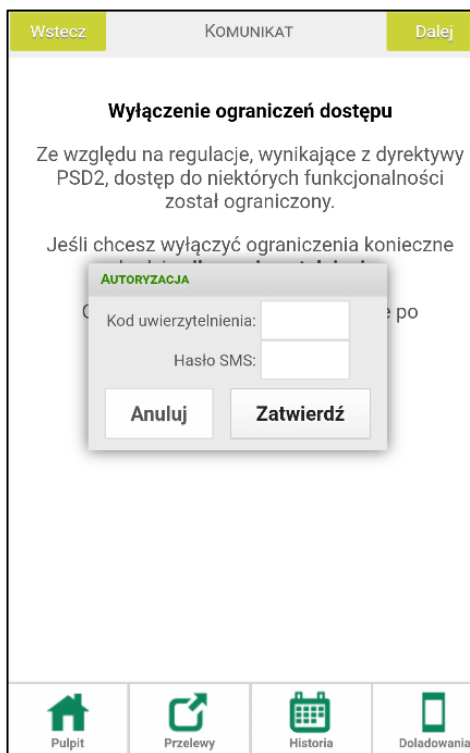 Wstecz
KOMUNIKAT
Dalej
Wyłączenie ograniczeń dostępu
Ze względu na regulacje, wynikające z dyrektywy
PSD2, dostęp do niektórych funkcjonalności
został ograniczony.
Jeśli chcesz wyłączyć ograniczenia konieczne
AUTORYZACJA
Kod uwierzytelnienia:
Hasło SMS:
Anuluj
Zatwierdź
po
Pulpit
Przelewy
Historia
Doładowania